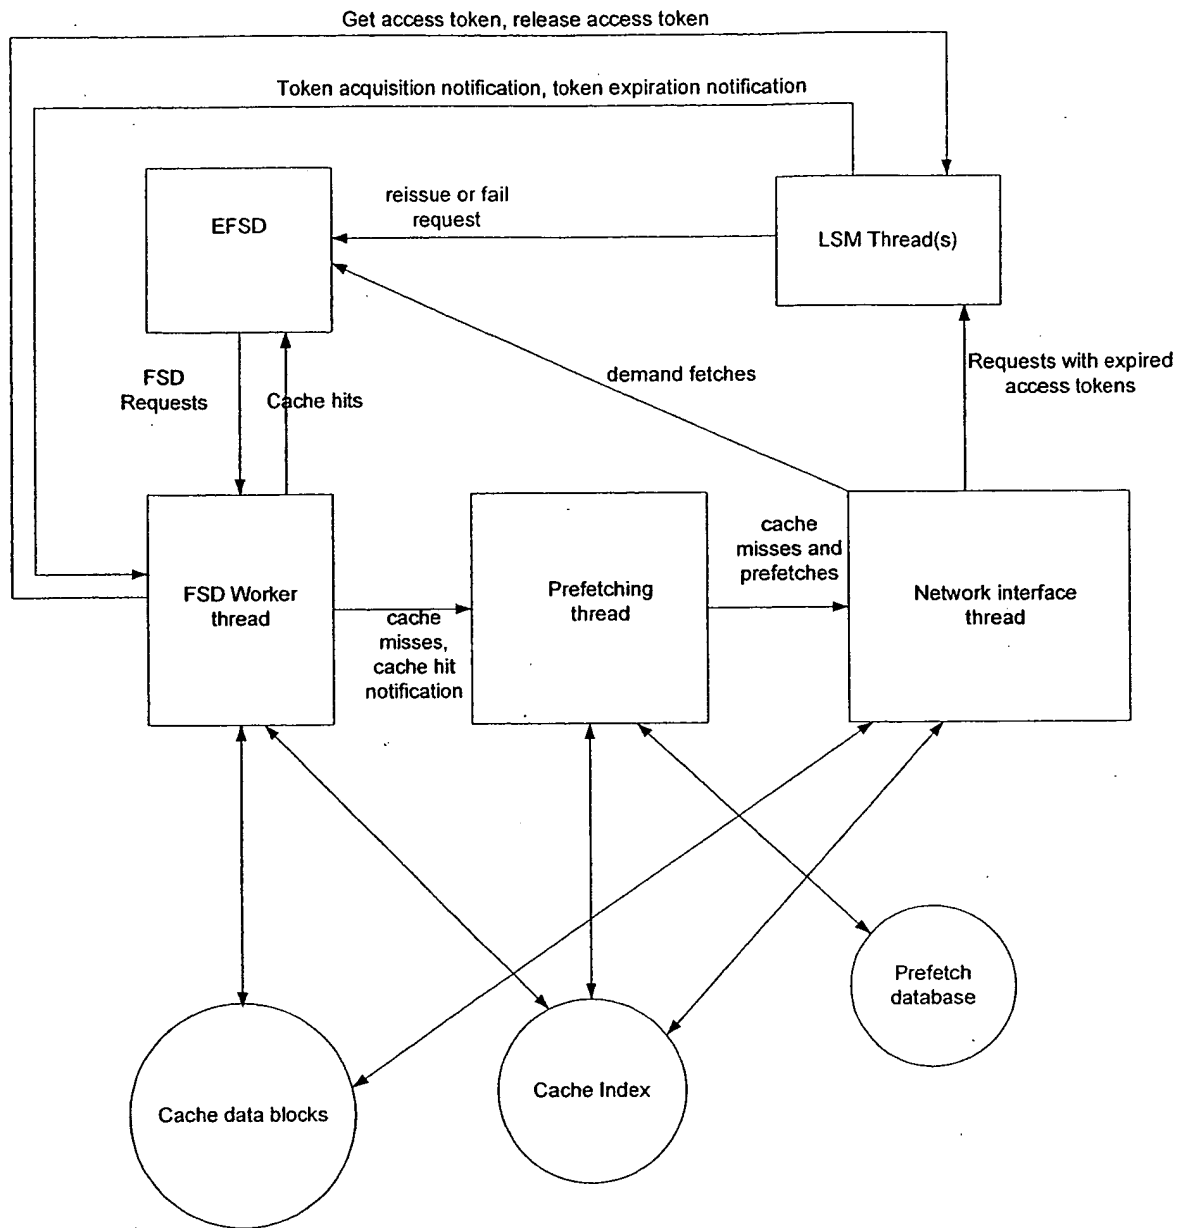 Get access token, release access token
Token acquisition notification, token expiration notification
EFSD
reissue or fail
request
LSM Thread(s)
FSD
Requests
Cache hits
demand fetches
Requests with expired
access tokens
FSD Worker
thread
cache
misses,
cache hit
notification
Prefetching
thread
cache
misses and
prefetches
Network interface
thread
Prefetch
database
Cache data blocks
Cache Index